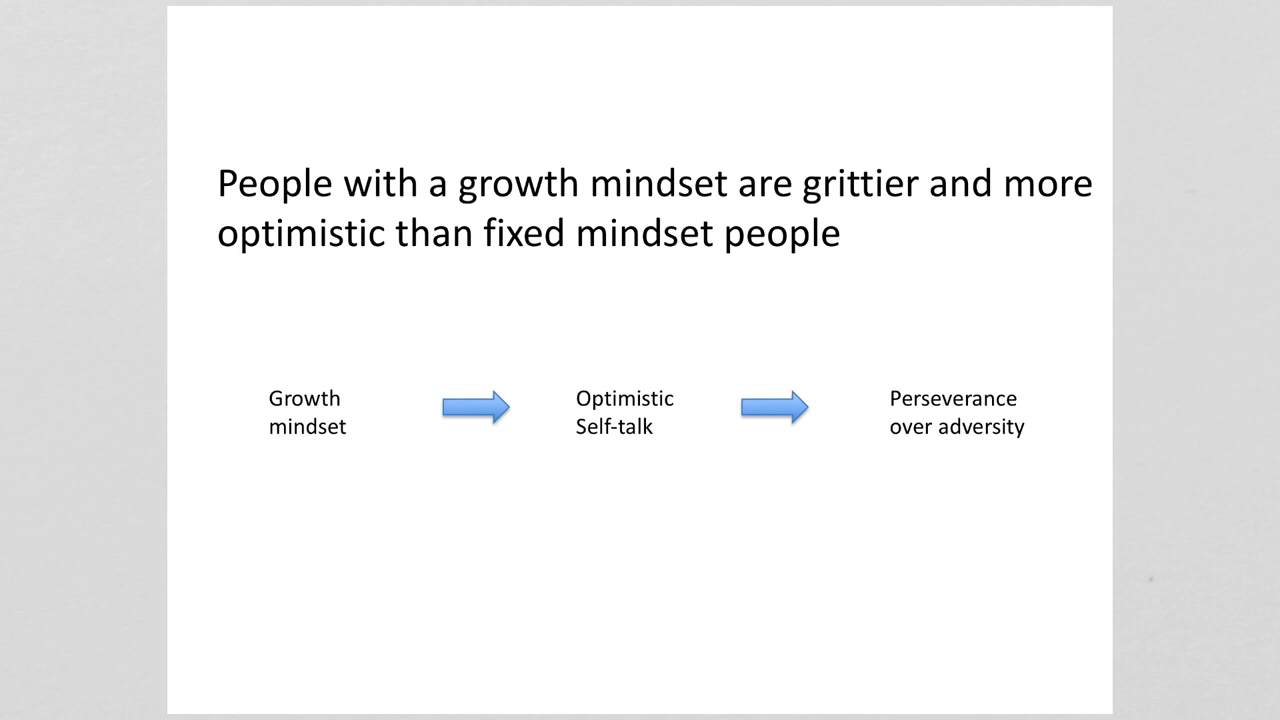 People with a growth mindset are grittier and more
optimistic than fixed mindset people
Growth
mindset
Optimistic
Self-talk
Perseverance
over adversity